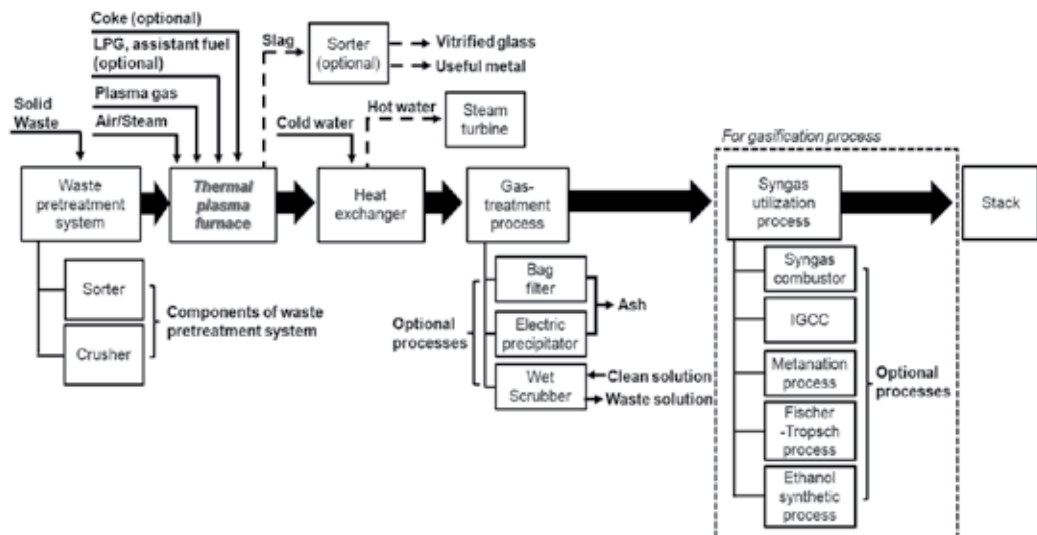 Coke (optional)
LPG, assistant fuel
(optional)
Plasma gas
Air/Steam
Solid
Waste
Slag
Sorter
(optional)
Vitrified glass
Useful metal
Cold water
Hot water
Steam
turbine
For gasification process
Waste
pretreatment
system
Thermal
plasma
furnace
Heat
exchanger
Gas-
treatment
process
Syngas
utilization
process
Stack
Sorter
Crusher
Components of waste
pretreatment system
Optional
processes
Bag
filter
Electric
precipitator
Ash
Wet
Scrubber
Clean solution
Waste solution
Syngas
combustor
IGCC
Metanation
process
Fischer
-Tropsch
process
Ethanol
synthetic
process
Optional
processes